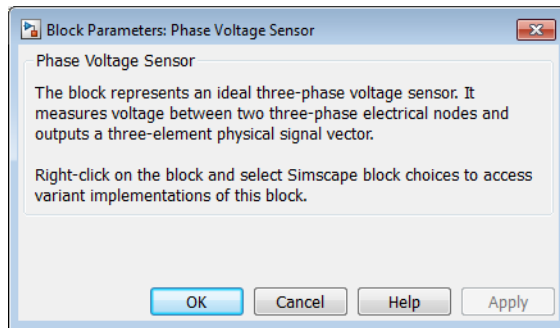 Block Parameters: Phase Voltage Sensor
Phase Voltage Sensor
The block represents an ideal three-phase voltage sensor. It
measures voltage between two three-phase electrical nodes and
outputs a three-element physical signal vector.
Right-click on the block and select Simscape block choices to access
variant implementations of this block.
OK Cancel Help Apply